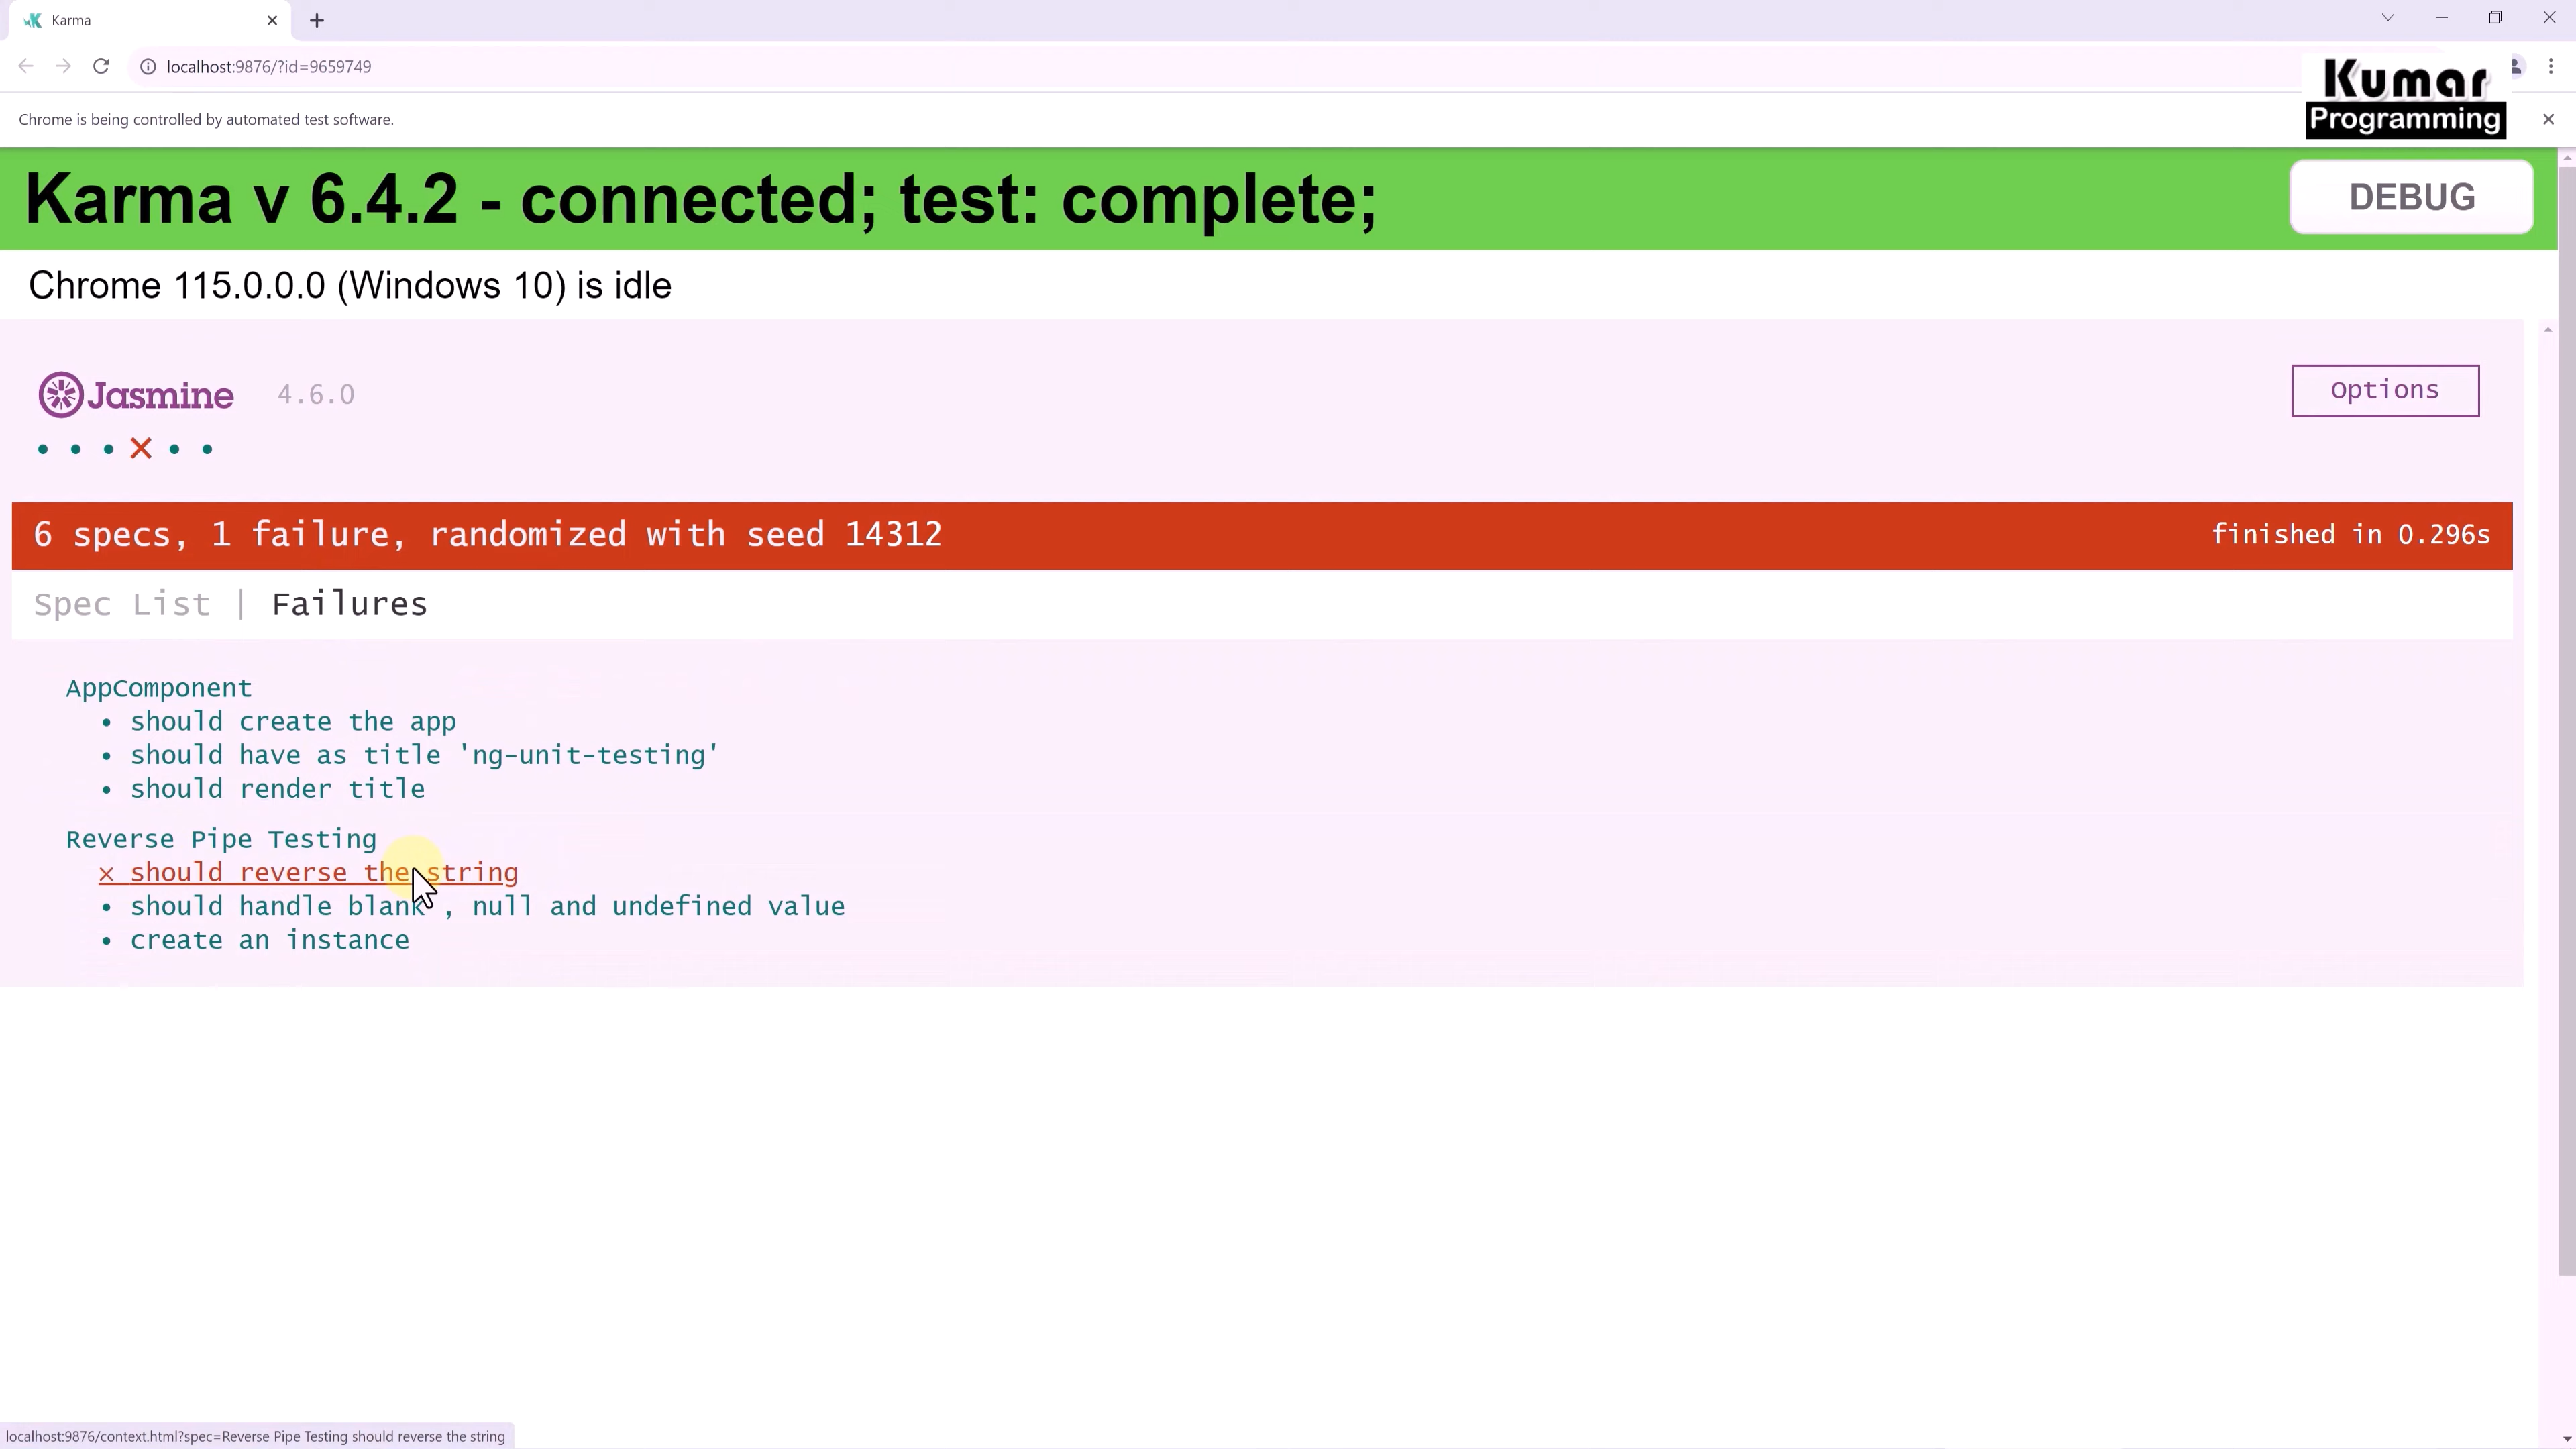 Karma
localhost:9876/?id=9659749
Kumar
Programming
Chrome is being controlled by automated test software.
Karma v 6.4.2 - connected; test: complete;
DEBUG
Chrome 115.0.0.0 (Windows 10) is idle
Jasmine 4.6.0
Options
6 specs, 1 failure, randomized with seed 14312
finished in 0.296s
Spec List | Failures
AppComponent
• should create the app
• should have as title 'ng-unit-testing'
• should render title
Reverse Pipe Testing
× should reverse the string
• should handle blank , null and undefined value
• create an instance
localhost:9876/context.html?spec=Reverse Pipe Testing should reverse the string